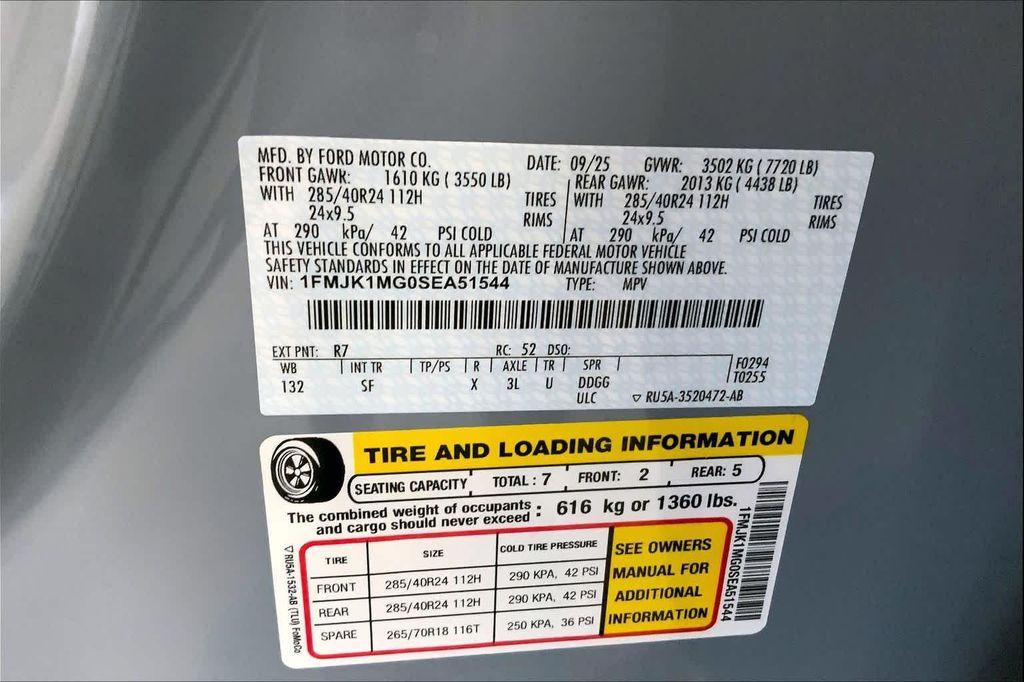 MFD. BY FORD MOTOR CO. DATE: 09/25 GVWR: 3502 KG ( 7720 LB)
FRONT GAWR: 1610 KG ( 3550 LB) REAR GAWR: 2013 KG ( 4438 LB)
WITH 285/40R24 112H TIRES WITH 285/40R24 112H TIRES
24x9.5 RIMS 24x9.5 RIMS
AT 290 kPa/ 42 PSI COLD AT 290 kPa/ 42 PSI COLD
THIS VEHICLE CONFORMS TO ALL APPLICABLE FEDERAL MOTOR VEHICLE
SAFETY STANDARDS IN EFFECT ON THE DATE OF MANUFACTURE SHOWN ABOVE.
VIN: 1FMJK1MG0SEA51544 TYPE: MPV
EXT PNT: R7 RC: 52 DSO:
WB INT TR TP/PS R AXLE TR SPR F0294
132 SF X 3L U DDGG T0255
ULC ▽ RU5A-3520472-AB
TIRE AND LOADING INFORMATION
SEATING CAPACITY TOTAL : 7 FRONT: 2 REAR: 5
The combined weight of occupants and cargo should never exceed : 616 kg or 1360 lbs.
TIRE SIZE COLD TIRE PRESSURE
FRONT 285/40R24 112H 290 KPA, 42 PSI
REAR 285/40R24 112H 290 KPA, 42 PSI
SPARE 265/70R18 116T 250 KPA, 36 PSI
SEE OWNERS
MANUAL FOR
ADDITIONAL
INFORMATION
1FMJK1MG0SEA51544
▽ RU5A-1532-AB (TLU) FoMoCo